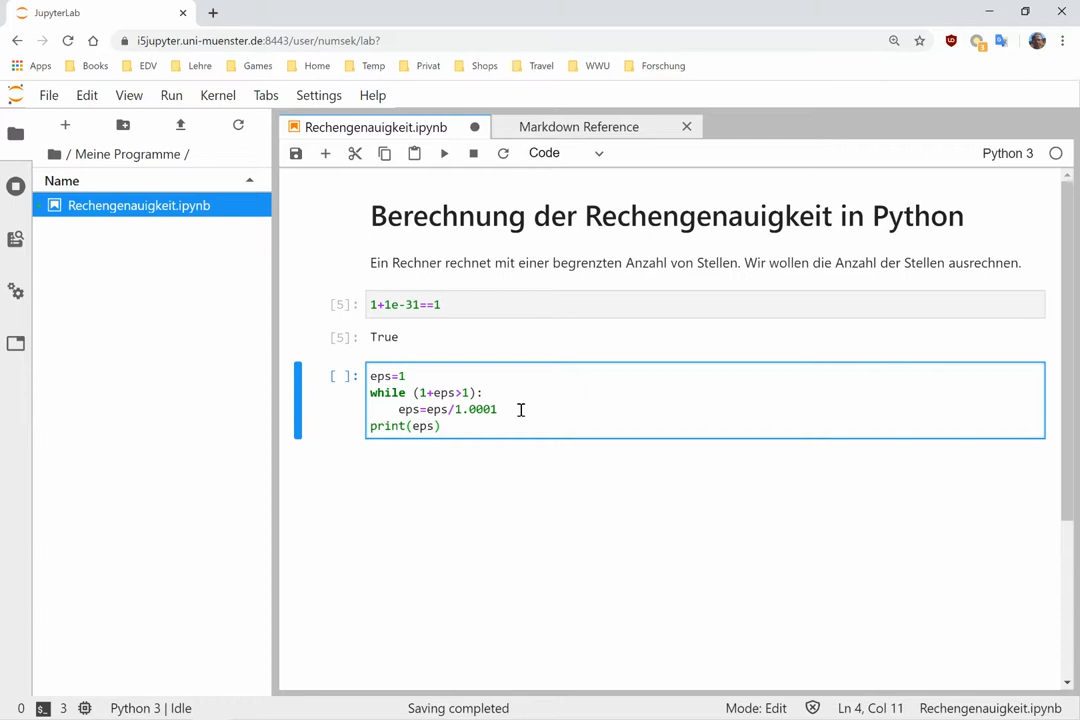 JupyterLab
i5jupyter.uni-muenster.de:8443/user/numsek/lab?
3
Apps Books EDV Lehre Games Home Temp Privat Shops Travel WWU Forschung
File Edit View Run Kernel Tabs Settings Help
Rechengenauigkeit.ipynb Markdown Reference
Code Python 3
/ Meine Programme /
Name
Rechengenauigkeit.ipynb
Berechnung der Rechengenauigkeit in Python
Ein Rechner rechnet mit einer begrenzten Anzahl von Stellen. Wir wollen die Anzahl der Stellen ausrechnen.
[5]: 1+1e-31==1
[5]: True
[ ]: eps=1
while (1+eps>1):
eps=eps/1.0001
print(eps)
0 3 Python 3 | Idle Saving completed Mode: Edit Ln 4, Col 11 Rechengenauigkeit.ipynb